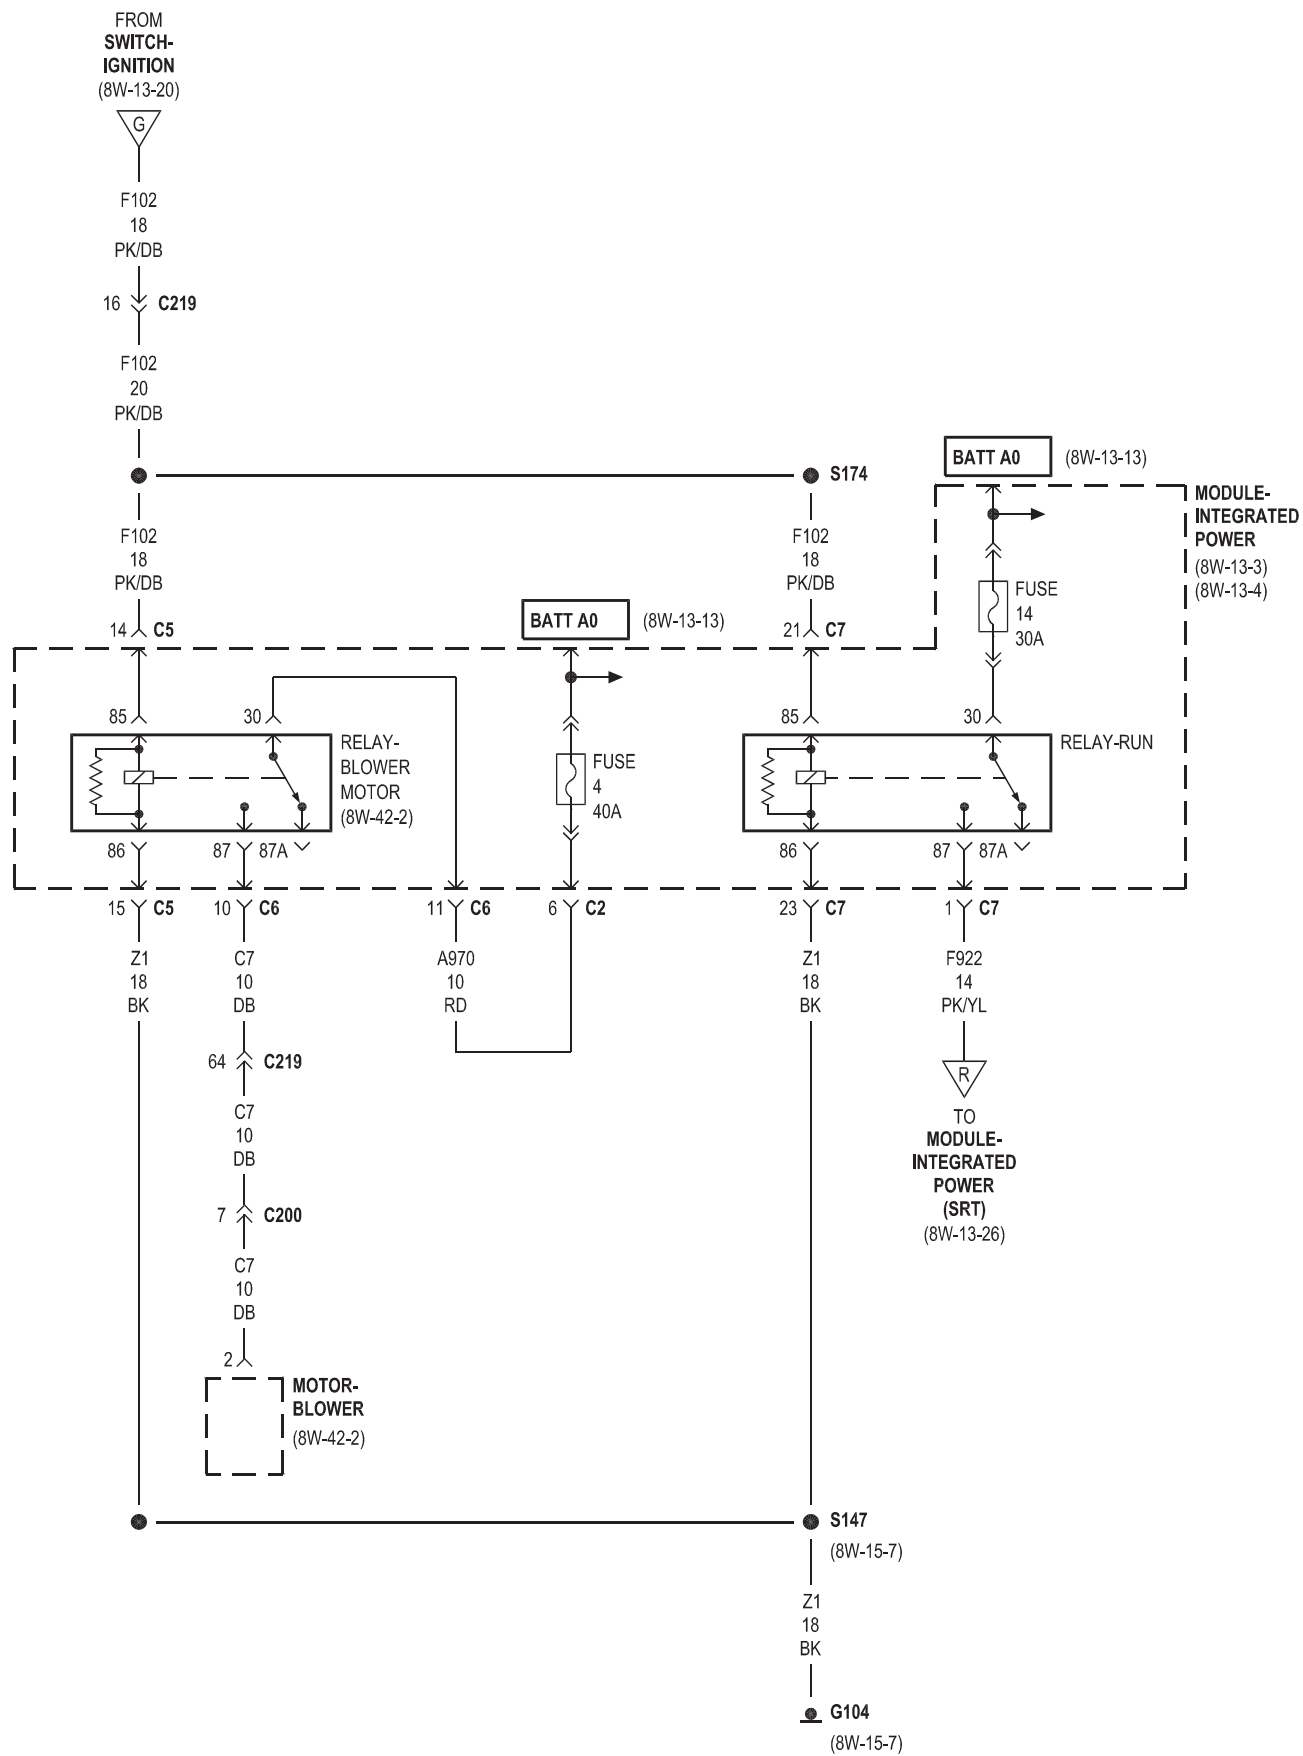 FROM
SWITCH-
IGNITION
(8W-13-20)
G
F102
18
PK/DB
16 C219
F102
20
PK/DB
S174
BATT A0 (8W-13-13)
MODULE-
INTEGRATED
POWER
(8W-13-3)
(8W-13-4)
F102
18
PK/DB
F102
18
PK/DB
FUSE
14
30A
14 C5
BATT A0 (8W-13-13)
21 C7
85 30
RELAY-
BLOWER
MOTOR
(8W-42-2)
FUSE
4
40A
85 30
RELAY-RUN
86 87 87A
86 87 87A
15 C5 10 C6 11 C6 6 C2 23 C7 1 C7
Z1
18
BK
C7
10
DB
A970
10
RD
Z1
18
BK
F922
14
PK/YL
64 C219
R
TO
MODULE-
INTEGRATED
POWER
(SRT)
(8W-13-26)
C7
10
DB
7 C200
C7
10
DB
2
MOTOR-
BLOWER
(8W-42-2)
S147
(8W-15-7)
Z1
18
BK
G104
(8W-15-7)